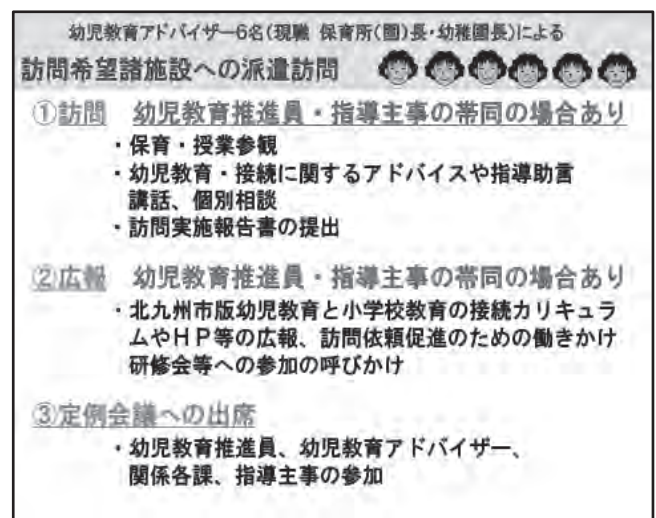 幼児教育アドバイザー6名(現職 保育所(園)長・幼稚園長)による
訪問希望諸施設への派遣訪問
①訪問 幼児教育推進員・指導主事の帯同の場合あり
・保育・授業参観
・幼児教育・接続に関するアドバイスや指導助言
講話、個別相談
・訪問実施報告書の提出
②広報 幼児教育推進員・指導主事の帯同の場合あり
・北九州市版幼児教育と小学校教育の接続カリキュラ
ムやHP等の広報、訪問依頼促進のための働きかけ
研修会等への参加の呼びかけ
③定例会議への出席
・幼児教育推進員、幼児教育アドバイザー、
関係各課、指導主事の参加